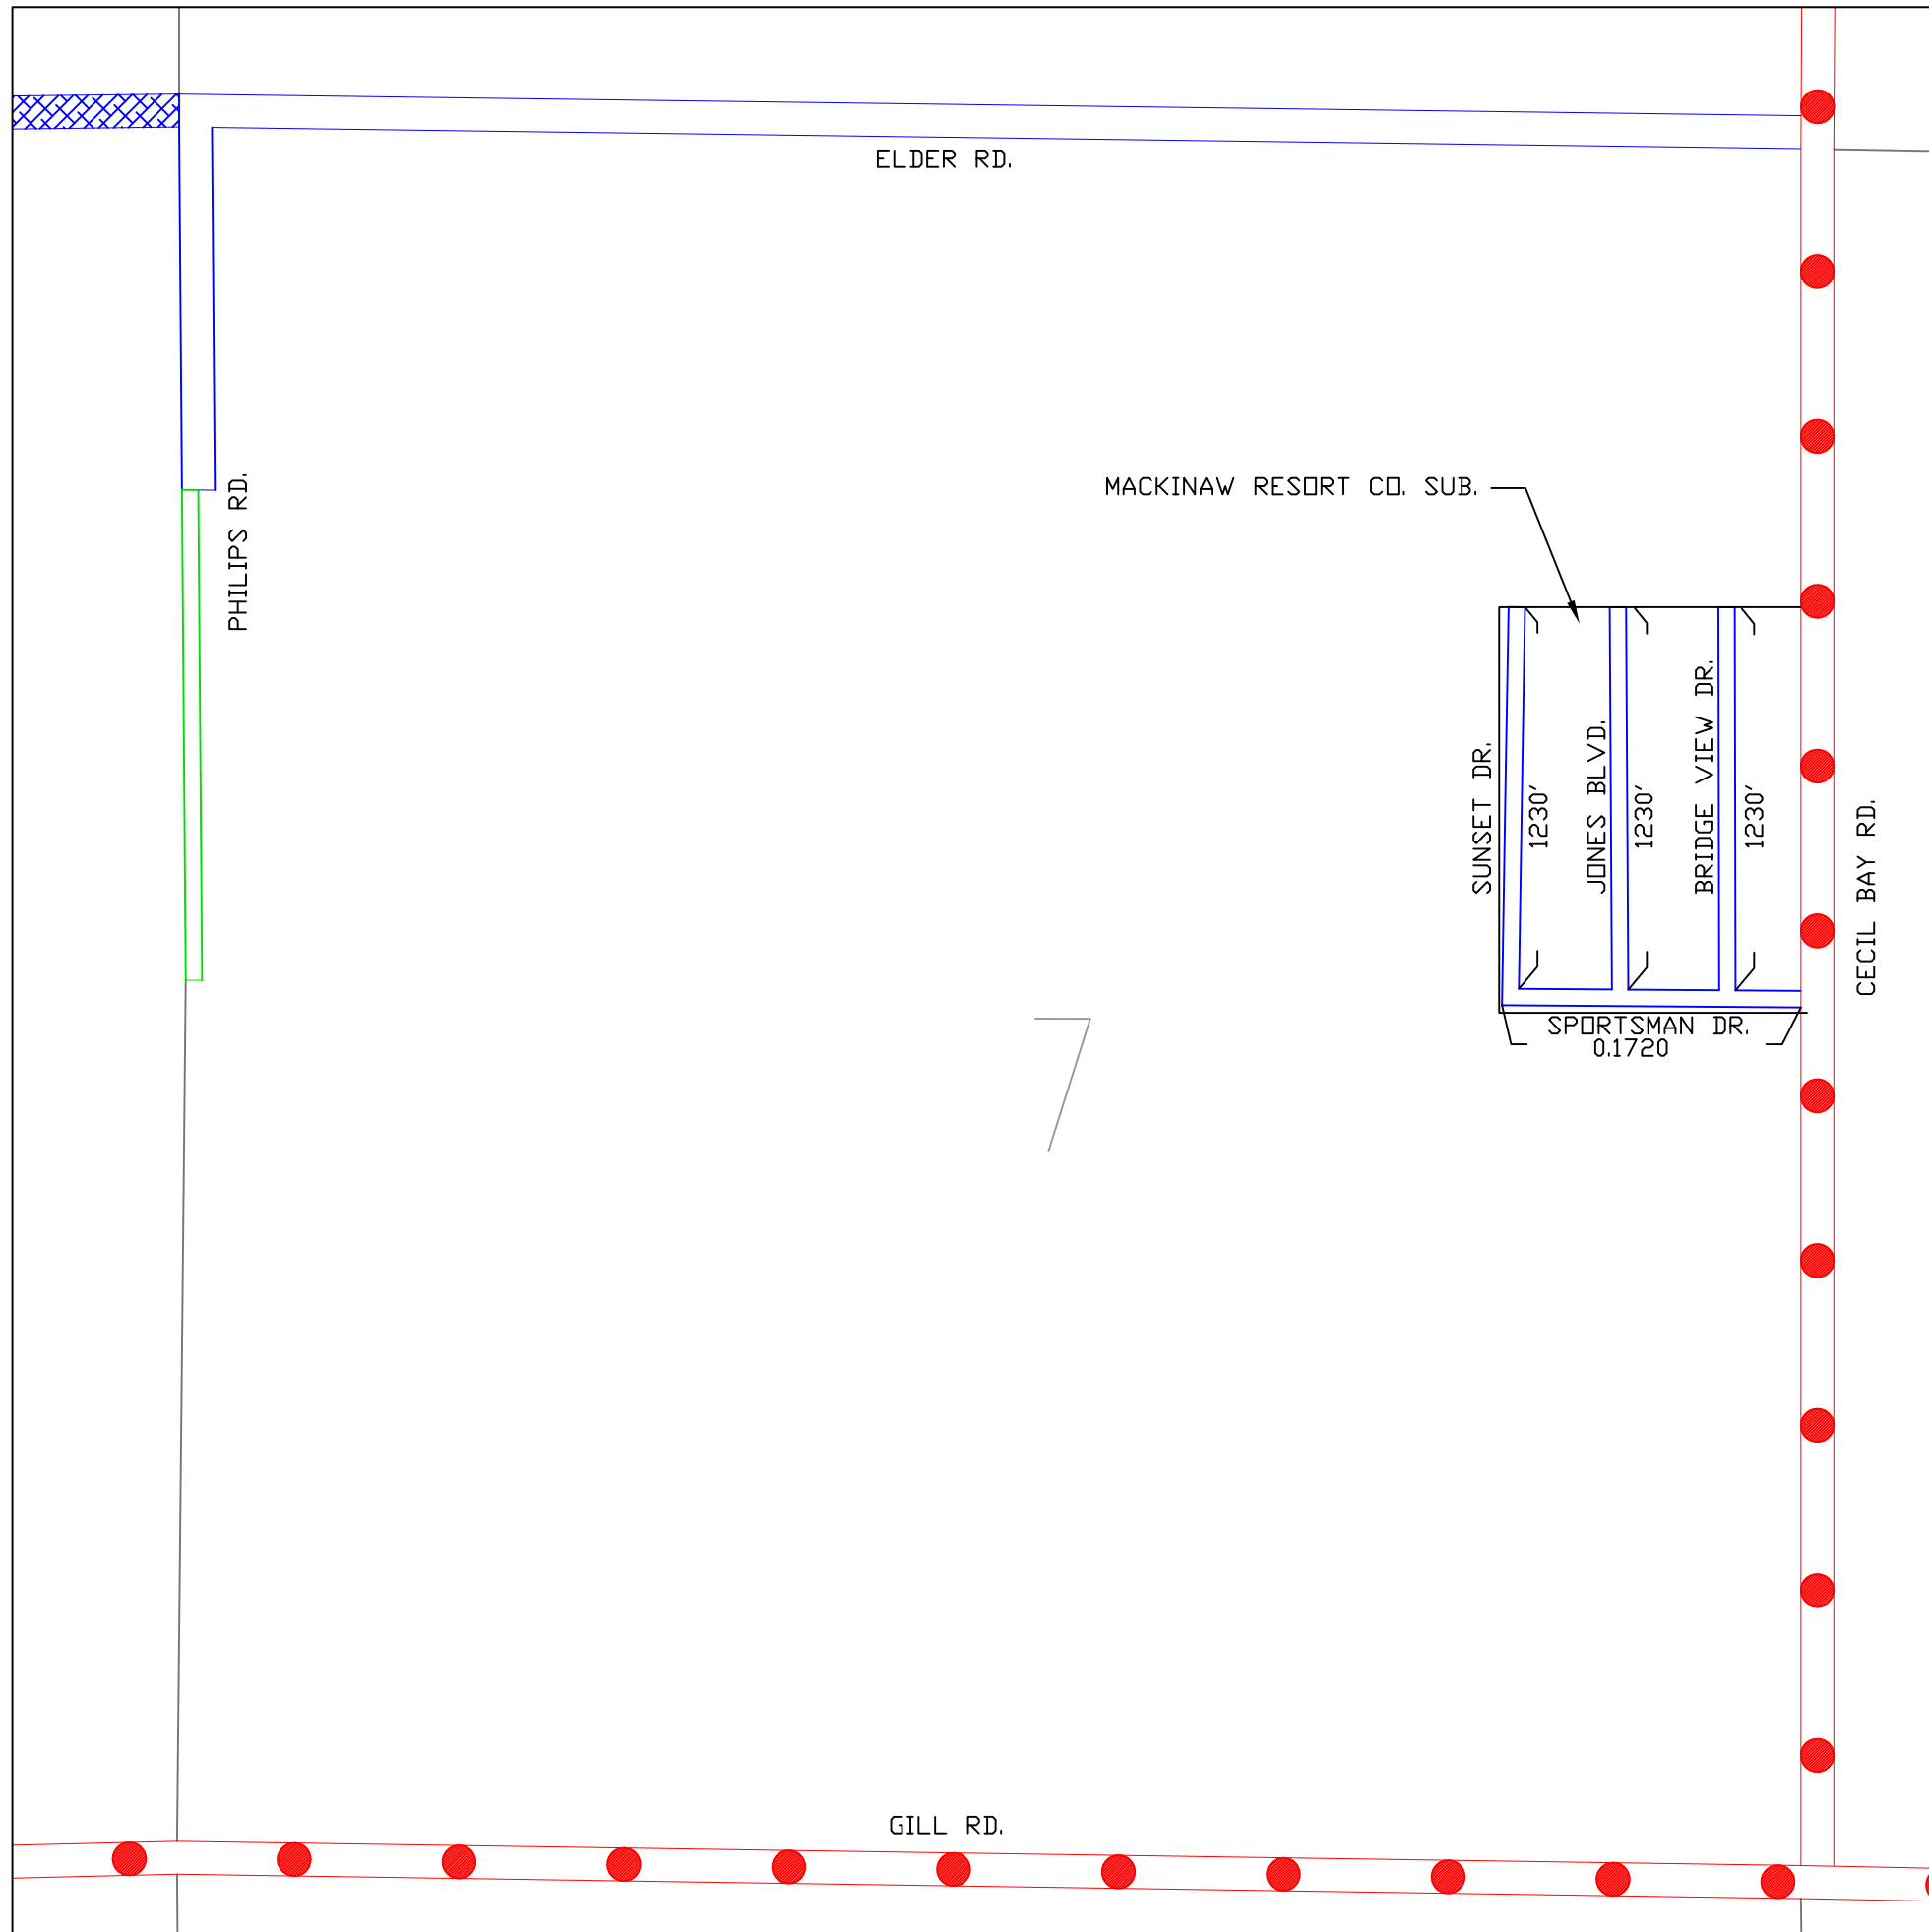 ELDER RD.
PHILIPS RD.
MACKINAW RESORT CO. SUB.
SUNSET DR.
1230'
JONES BLVD.
1230'
BRIDGE VIEW DR.
1230'
CECIL BAY RD.
SPORTSMAN DR.
0.1720
7
GILL RD.